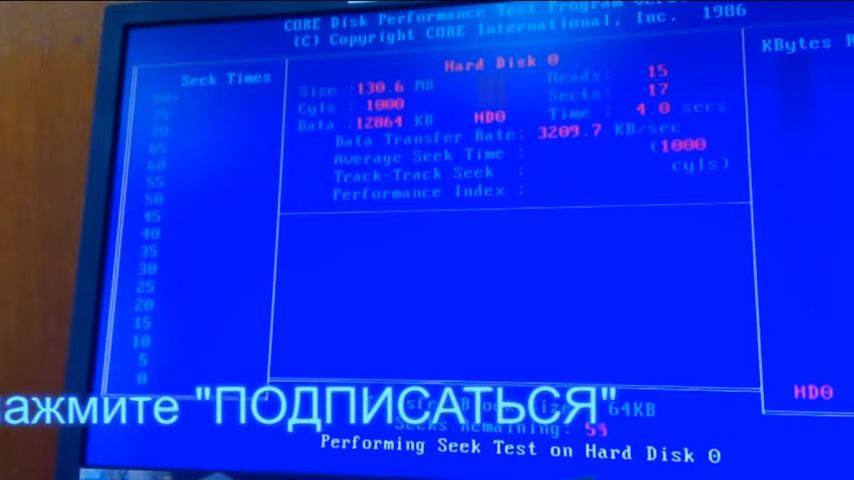 CORE Disk Performance Test Program
(C) Copyright CORE International, Inc. 1986
Seek Times
KBytes
Hard Disk 0
Size :130.6 MB
Heads: 15
Cyls : 1000
Sects: 17
Data :12864 KB
HD0
Time : 4.0 secs
Data Transfer Rate: 3209.7 KB/sec
Average Seek Time :
(1000
Track-Track Seek :
cyls)
Performance Index :
80+
75
70
65
60
55
50
45
40
35
30
25
20
15
10
5
0
HD0
нажмите "ПОДПИСАТЬСЯ"
64KB
Seeks Remaining: 59
Performing Seek Test on Hard Disk 0